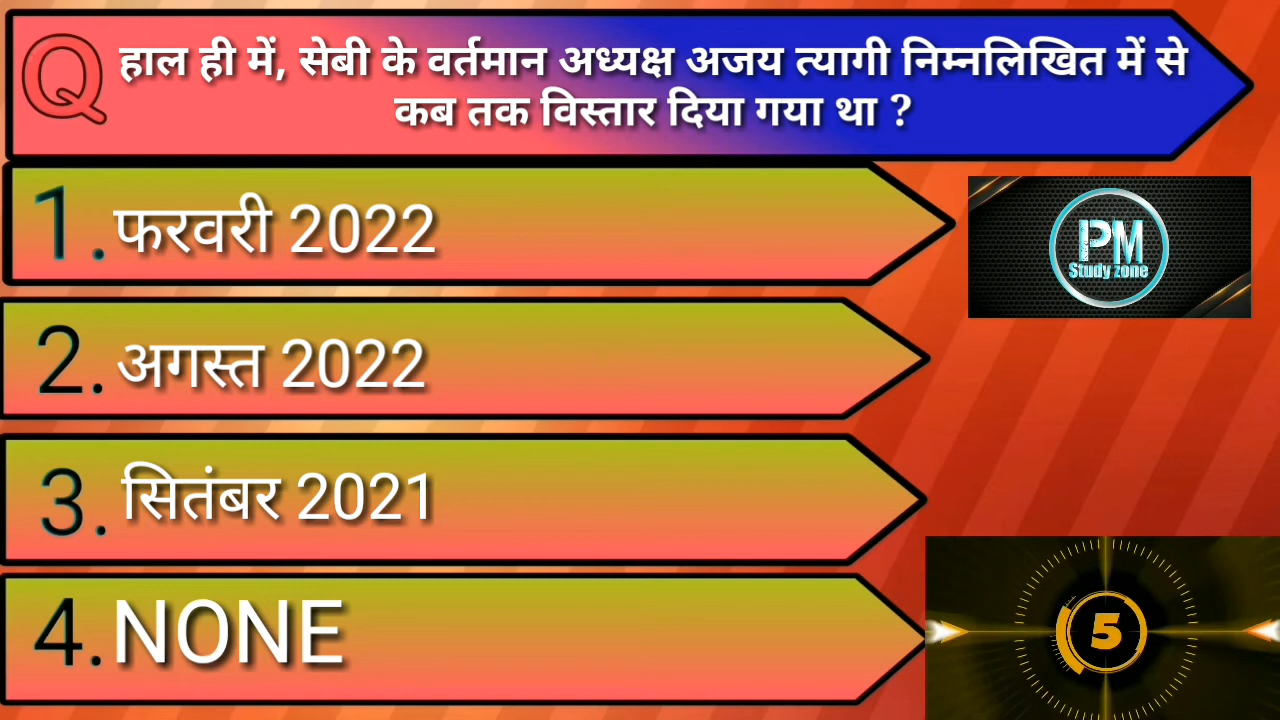 Q
हाल ही में, सेबी के वर्तमान अध्यक्ष अजय त्यागी निम्नलिखित में से
कब तक विस्तार दिया गया था ?
1. फरवरी 2022
PM
Study zone
2. अगस्त 2022
3. सितंबर 2021
4. NONE
5